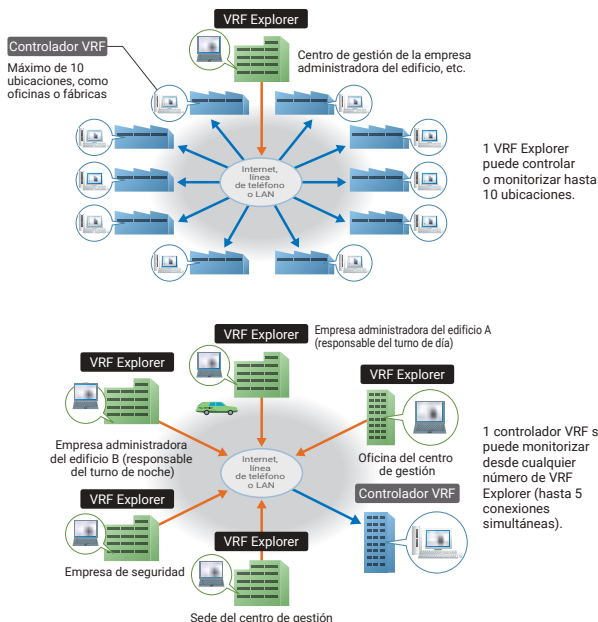 VRF Explorer
Controlador VRF
Máximo de 10
ubicaciones, como
oficinas o fábricas
Centro de gestión de la empresa
administradora del edificio, etc.
Internet,
línea
de teléfono
o LAN
1 VRF Explorer
puede controlar
o monitorizar hasta
10 ubicaciones.
VRF Explorer
Empresa administradora del edificio A
(responsable del turno de día)
VRF Explorer
Empresa administradora
del edificio B (responsable
del turno de noche)
VRF Explorer
Oficina del centro
de gestión
Internet,
línea
de teléfono
o LAN
Controlador VRF
1 controlador VRF s
puede monitorizar
desde cualquier
número de VRF
Explorer (hasta 5
conexiones
simultáneas).
VRF Explorer
Empresa de seguridad
VRF Explorer
Sede del centro de gestión